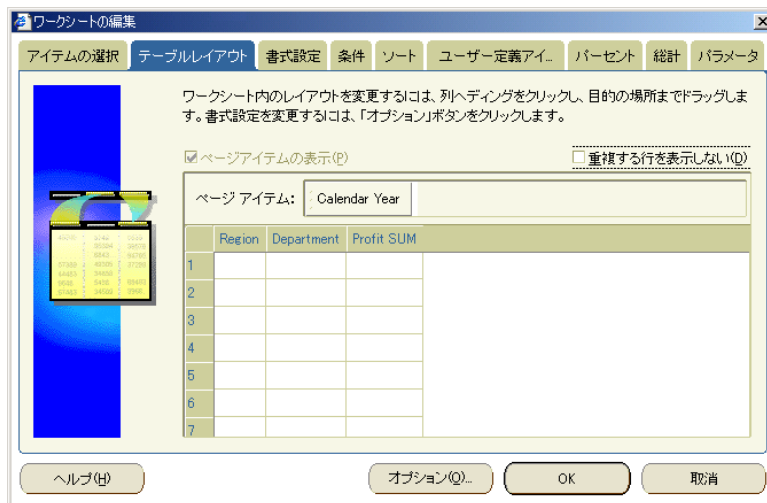 ワークシートの編集
アイテムの選択 テーブルレイアウト 書式設定 条件 ソート ユーザー定義アイ... パーセント 総計 パラメータ
ワークシート内のレイアウトを変更するには、列ヘディングをクリックし、目的の場所までドラッグしま
す。書式設定を変更するには、「オプション」ボタンをクリックします。
ページアイテムの表示(P) 重複する行を表示しない(D)
ページ アイテム: Calendar Year
Region Department Profit SUM
1
2
3
4
5
6
7
ヘルプ(H) オプション(O)... OK 取消